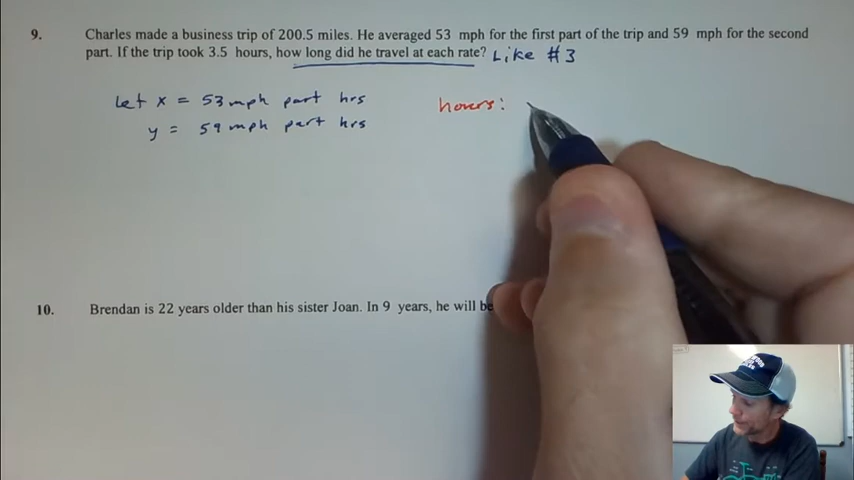 9. Charles made a business trip of 200.5 miles. He averaged 53 mph for the first part of the trip and 59 mph for the second
part. If the trip took 3.5 hours, how long did he travel at each rate? Like #3
let x = 53 mph part hrs
y = 59 mph part hrs
hours:
10. Brendan is 22 years older than his sister Joan. In 9 years, he will be